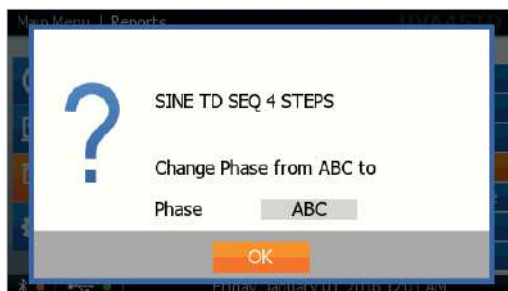 Main Menu | Reports
SINE TD SEQ 4 STEPS
Change Phase from ABC to
Phase ABC
OK